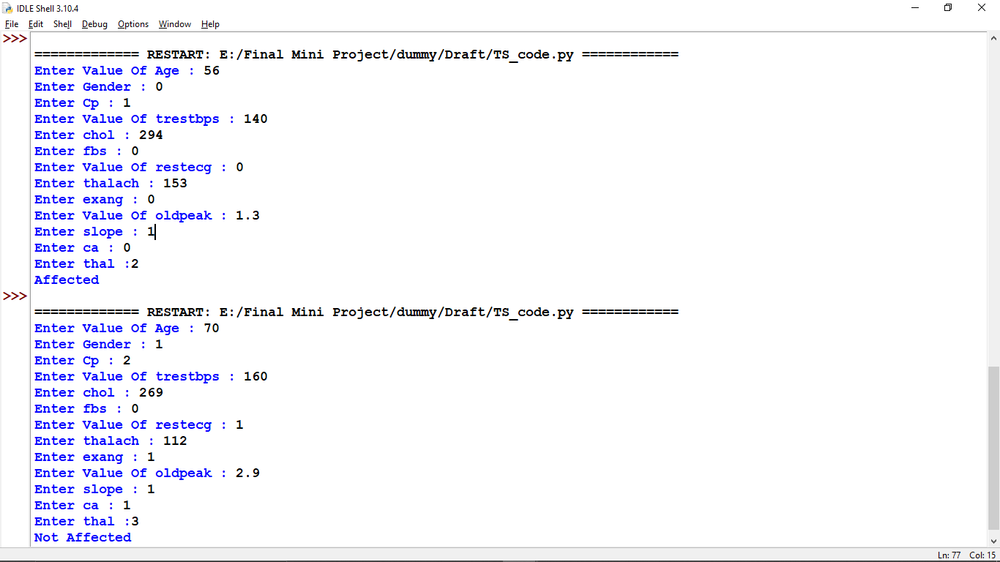 IDLE Shell 3.10.4
File Edit Shell Debug Options Window Help
>>>
============= RESTART: E:/Final Mini Project/dummy/Draft/TS_code.py ============
Enter Value Of Age : 56
Enter Gender : 0
Enter Cp : 1
Enter Value Of trestbps : 140
Enter chol : 294
Enter fbs : 0
Enter Value Of restecg : 0
Enter thalach : 153
Enter exang : 0
Enter Value Of oldpeak : 1.3
Enter slope : 1
Enter ca : 0
Enter thal :2
Affected
>>>
============= RESTART: E:/Final Mini Project/dummy/Draft/TS_code.py ============
Enter Value Of Age : 70
Enter Gender : 1
Enter Cp : 2
Enter Value Of trestbps : 160
Enter chol : 269
Enter fbs : 0
Enter Value Of restecg : 1
Enter thalach : 112
Enter exang : 1
Enter Value Of oldpeak : 2.9
Enter slope : 1
Enter ca : 1
Enter thal :3
Not Affected
Ln: 77 Col: 15